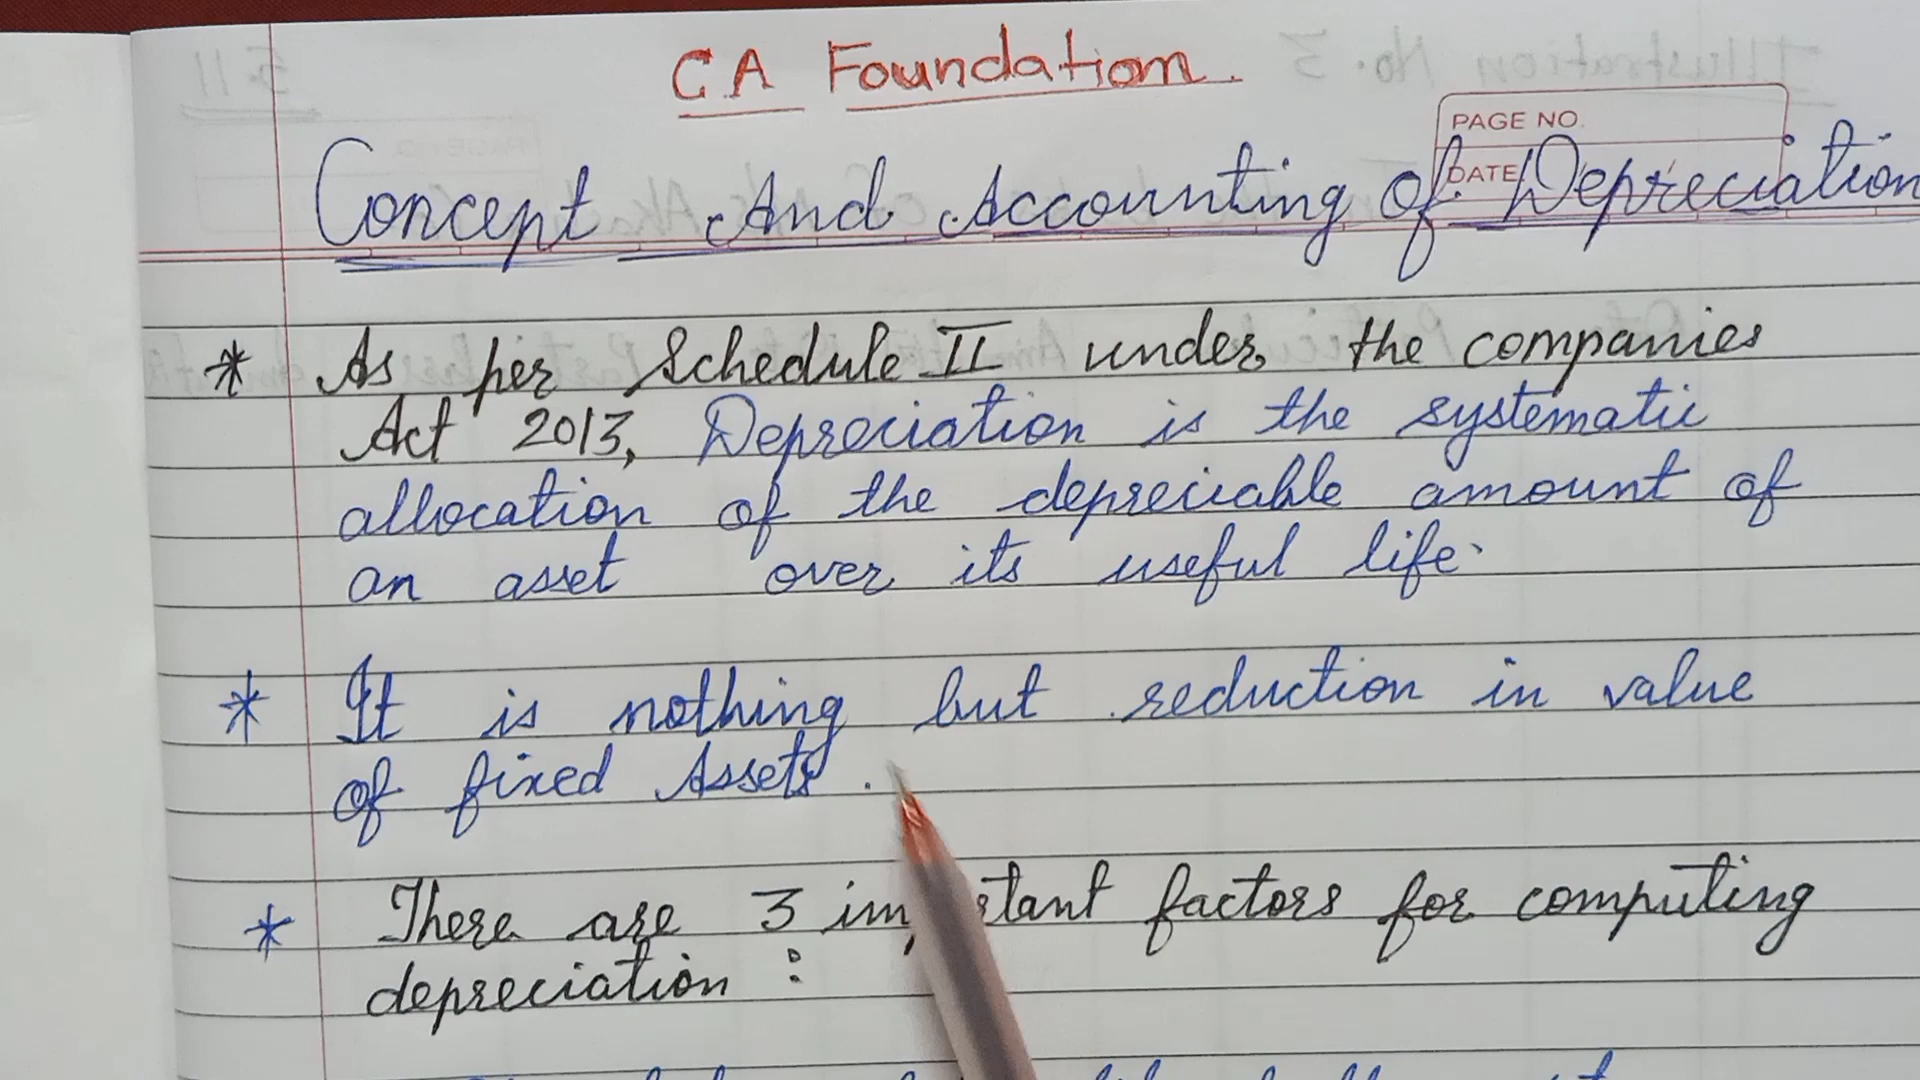 CA Foundation.
PAGE NO.
DATE
Concept And Accounting of Depreciation
* As per Schedule II under the companies
Act 2013, Depreciation is the systematic
allocation of the depreciable amount of
an asset over its useful life.
* It is nothing but reduction in value
of fixed Assets.
* There are 3 important factors for computing
depreciation :